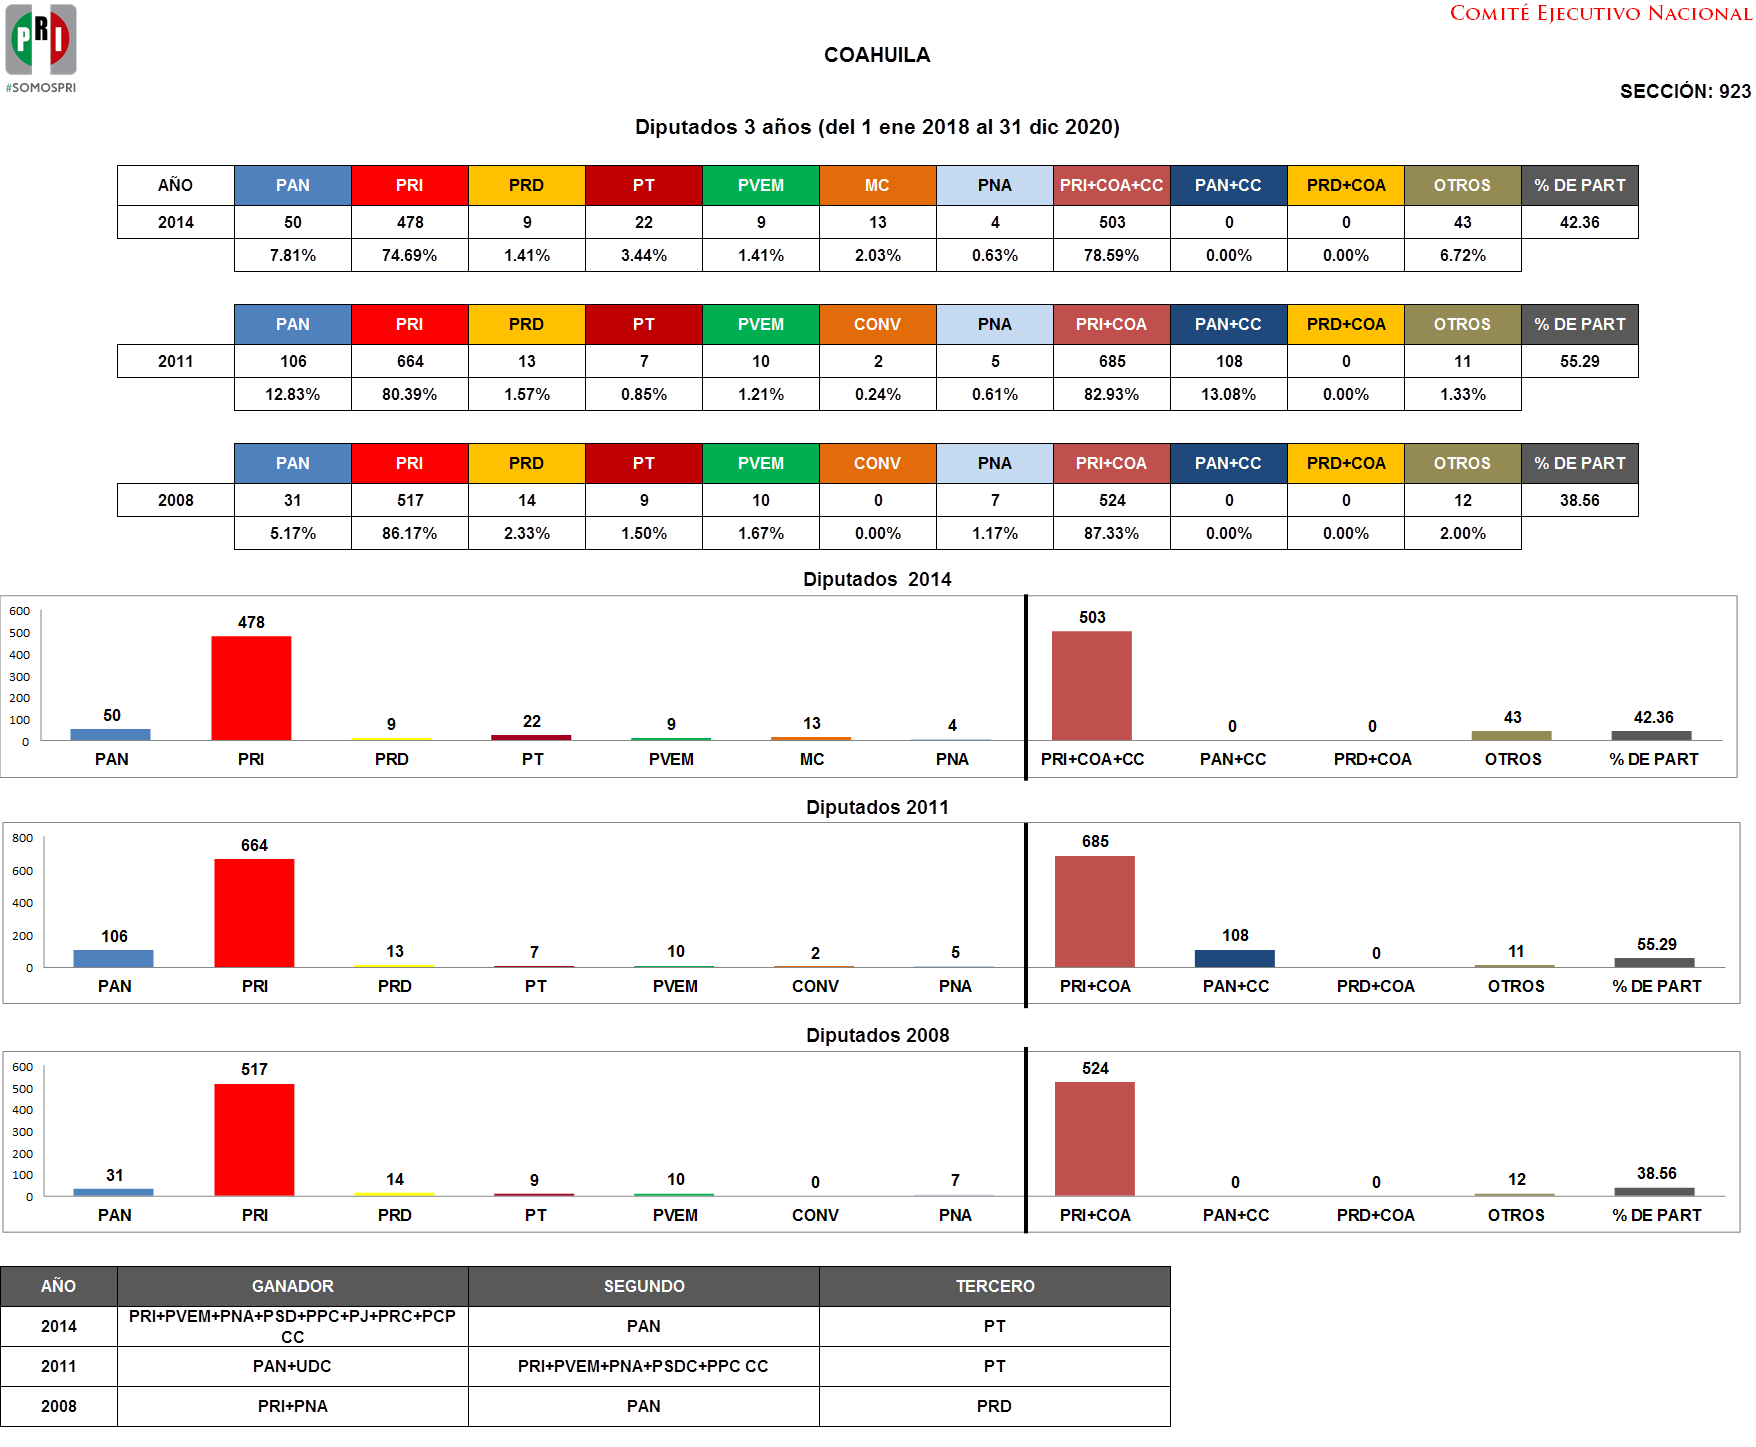 COMITÉ EJECUTIVO NACIONAL
PRI
#SOMOSPRI
COAHUILA
SECCIÓN: 923
Diputados 3 años (del 1 ene 2018 al 31 dic 2020)
AÑO PAN PRI PRD PT PVEM MC PNA PRI+COA+CC PAN+CC PRD+COA OTROS % DE PART
2014 50 478 9 22 9 13 4 503 0 0 43 42.36
7.81% 74.69% 1.41% 3.44% 1.41% 2.03% 0.63% 78.59% 0.00% 0.00% 6.72%
PAN PRI PRD PT PVEM CONV PNA PRI+COA PAN+CC PRD+COA OTROS % DE PART
2011 106 664 13 7 10 2 5 685 108 0 11 55.29
12.83% 80.39% 1.57% 0.85% 1.21% 0.24% 0.61% 82.93% 13.08% 0.00% 1.33%
PAN PRI PRD PT PVEM CONV PNA PRI+COA PAN+CC PRD+COA OTROS % DE PART
2008 31 517 14 9 10 0 7 524 0 0 12 38.56
5.17% 86.17% 2.33% 1.50% 1.67% 0.00% 1.17% 87.33% 0.00% 0.00% 2.00%
Diputados 2014
600
500
400
300
200
100
0
50 478 9 22 9 13 4 503 0 0 43 42.36
PAN PRI PRD PT PVEM MC PNA PRI+COA+CC PAN+CC PRD+COA OTROS % DE PART
Diputados 2011
800
600
400
200
0
106 664 13 7 10 2 5 685 108 0 11 55.29
PAN PRI PRD PT PVEM CONV PNA PRI+COA PAN+CC PRD+COA OTROS % DE PART
Diputados 2008
600
500
400
300
200
100
0
31 517 14 9 10 0 7 524 0 0 12 38.56
PAN PRI PRD PT PVEM CONV PNA PRI+COA PAN+CC PRD+COA OTROS % DE PART
AÑO GANADOR SEGUNDO TERCERO
2014 PRI+PVEM+PNA+PSD+PPC+PJ+PRC+PCP CC PAN PT
2011 PAN+UDC PRI+PVEM+PNA+PSDC+PPC CC PT
2008 PRI+PNA PAN PRD